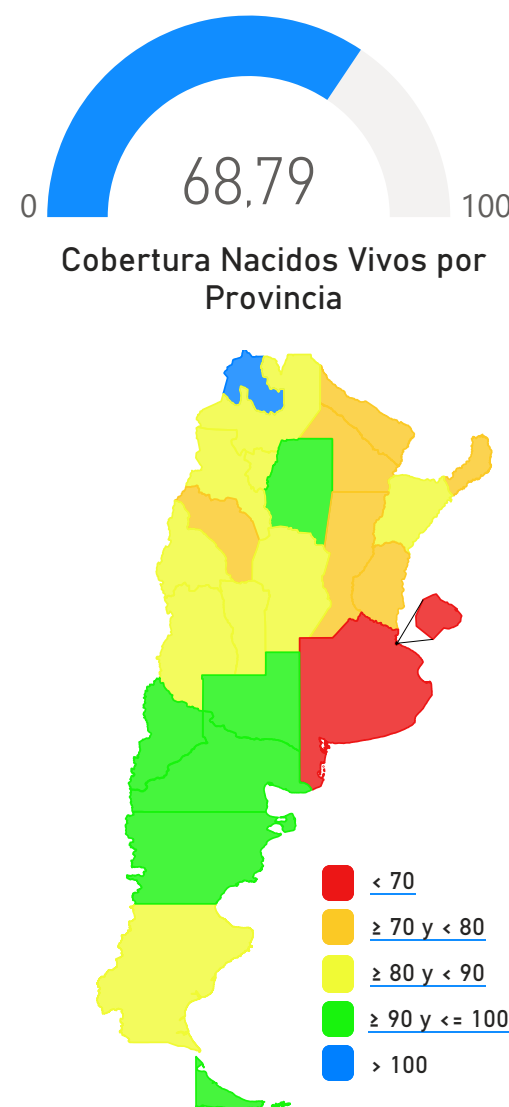 68,79
0
100
Cobertura Nacidos Vivos por
Provincia
< 70
≥ 70 y < 80
≥ 80 y < 90
≥ 90 y <= 100
> 100